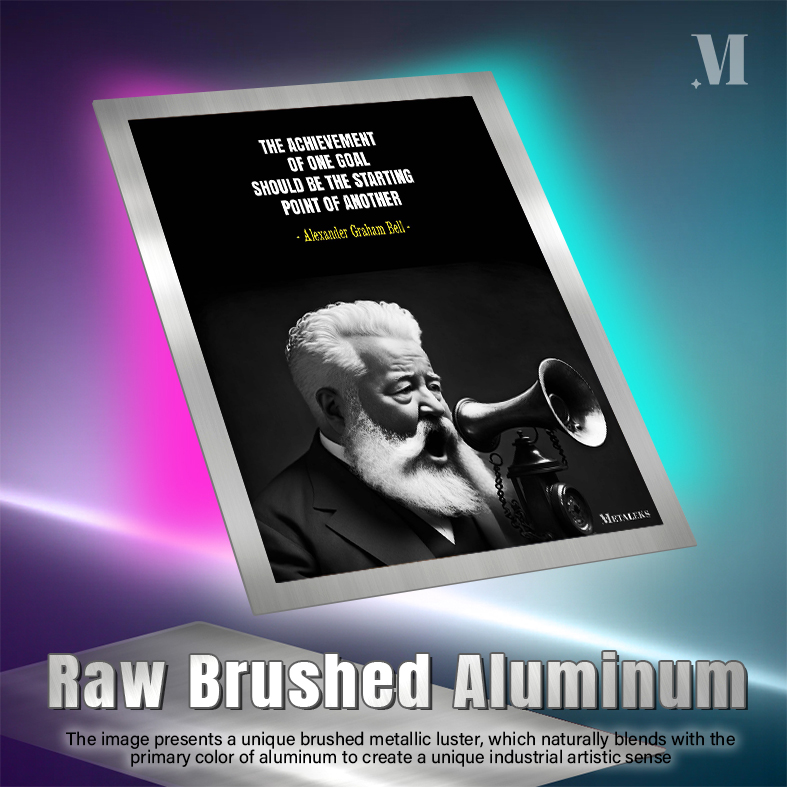 M
THE ACHIEVEMENT
OF ONE GOAL
SHOULD BE THE STARTING
POINT OF ANOTHER
- Alexander Graham Bell -
METALEKS
Raw Brushed Aluminum
The image presents a unique brushed metallic luster, which naturally blends with the
primary color of aluminum to create a unique industrial artistic sense